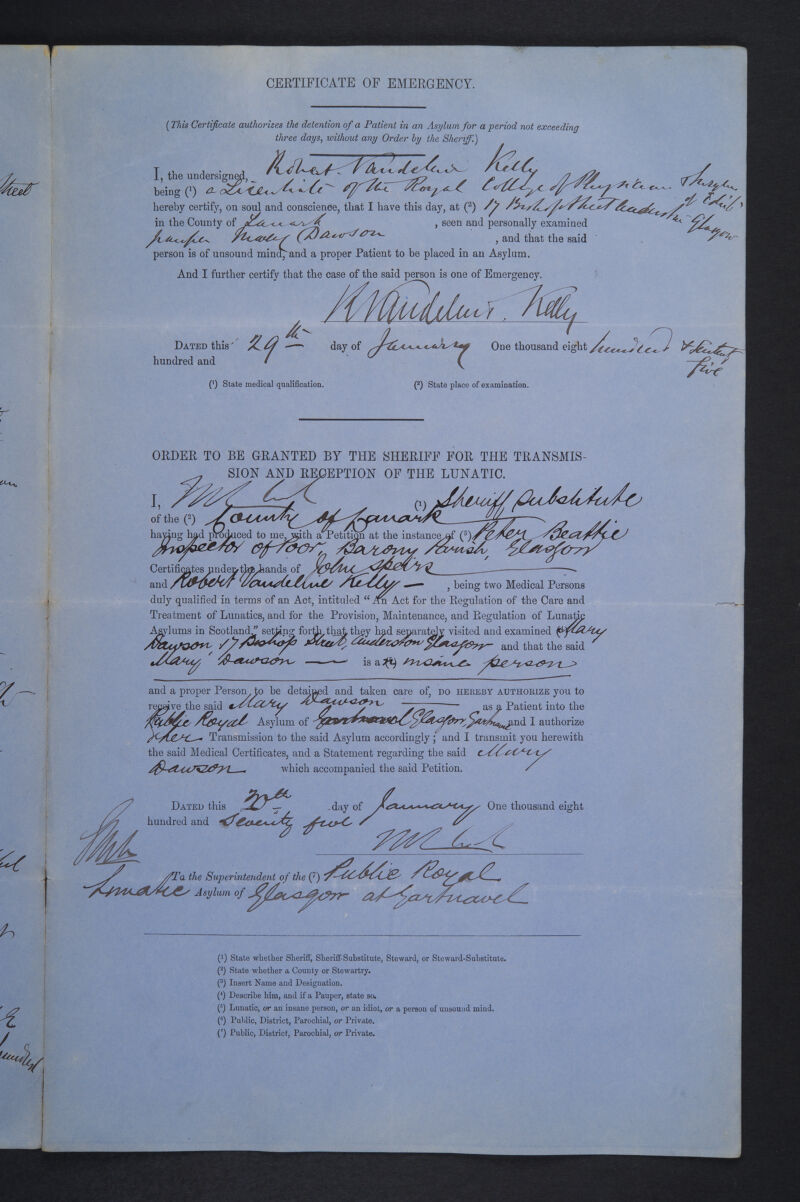 CERTIFICATE OF EMERGENCY.
(This Certificate authorizes the detention of a Patient in an Asylum for a period not exceeding
three days, without any Order by the Sheriff.)
I, the undersigned, Robert Vandeleur Kelly
being (¹) a Licentiate of the Royal College of Physicians & Surgeons of Edinb
hereby certify, on soul and conscience, that I have this day, at (²) 17 Bishop Street Anderston Glasgow
in the County of Lanark , seen and personally examined
pauper Mary Dawson , and that the said
person is of unsound mind, and a proper Patient to be placed in an Asylum.
And I further certify that the case of the said person is one of Emergency.
R Vandeleur Kelly
DATED this 29th day of January One thousand eight hundred & Seventy
hundred and five
(¹) State medical qualification. (²) State place of examination.
ORDER TO BE GRANTED BY THE SHERIFF FOR THE TRANSMIS-
SION AND RECEPTION OF THE LUNATIC.
I, (¹) Sheriff Substitute
of the (²) County of Lanark
having had produced to me, with a Petition at the instance of (³) Peter Beattie
Inspector of Poor, Barony Parish, Glasgow
Certificates under the hands of John Spears
and Robert Vandeline Kelly — , being two Medical Persons
duly qualified in terms of an Act, intituled “An Act for the Regulation of the Care and
Treatment of Lunatics, and for the Provision, Maintenance, and Regulation of Lunatic
Asylums in Scotland,” setting forth that they had separately visited and examined (⁴) Mary
Dawson, 17 Bishop Street, Anderston Glasgow and that the said
Mary Dawson — is a (⁵) insane person
and a proper Person to be detained and taken care of, DO HEREBY AUTHORIZE you to
receive the said Mary Dawson — as a Patient into the
Public Royal Asylum of Gartnavel Glasgow, Gartnavel and I authorize
her Transmission to the said Asylum accordingly; and I transmit you herewith
the said Medical Certificates, and a Statement regarding the said Mary
Dawson which accompanied the said Petition.
DATED this day of January One thousand eight
hundred and Seventy five
To the Superintendent of the (⁷) Public Royal
Lunatic Asylum of Glasgow at Gartnavel
(¹) State whether Sheriff, Sheriff-Substitute, Steward, or Steward-Substitute.
(²) State whether a County or Stewartry.
(³) Insert Name and Designation.
(⁴) Describe him, and if a Pauper, state so.
(⁵) Lunatic, or an insane person, or an idiot, or a person of unsound mind.
(⁶) Public, District, Parochial, or Private.
(⁷) Public, District, Parochial, or Private.